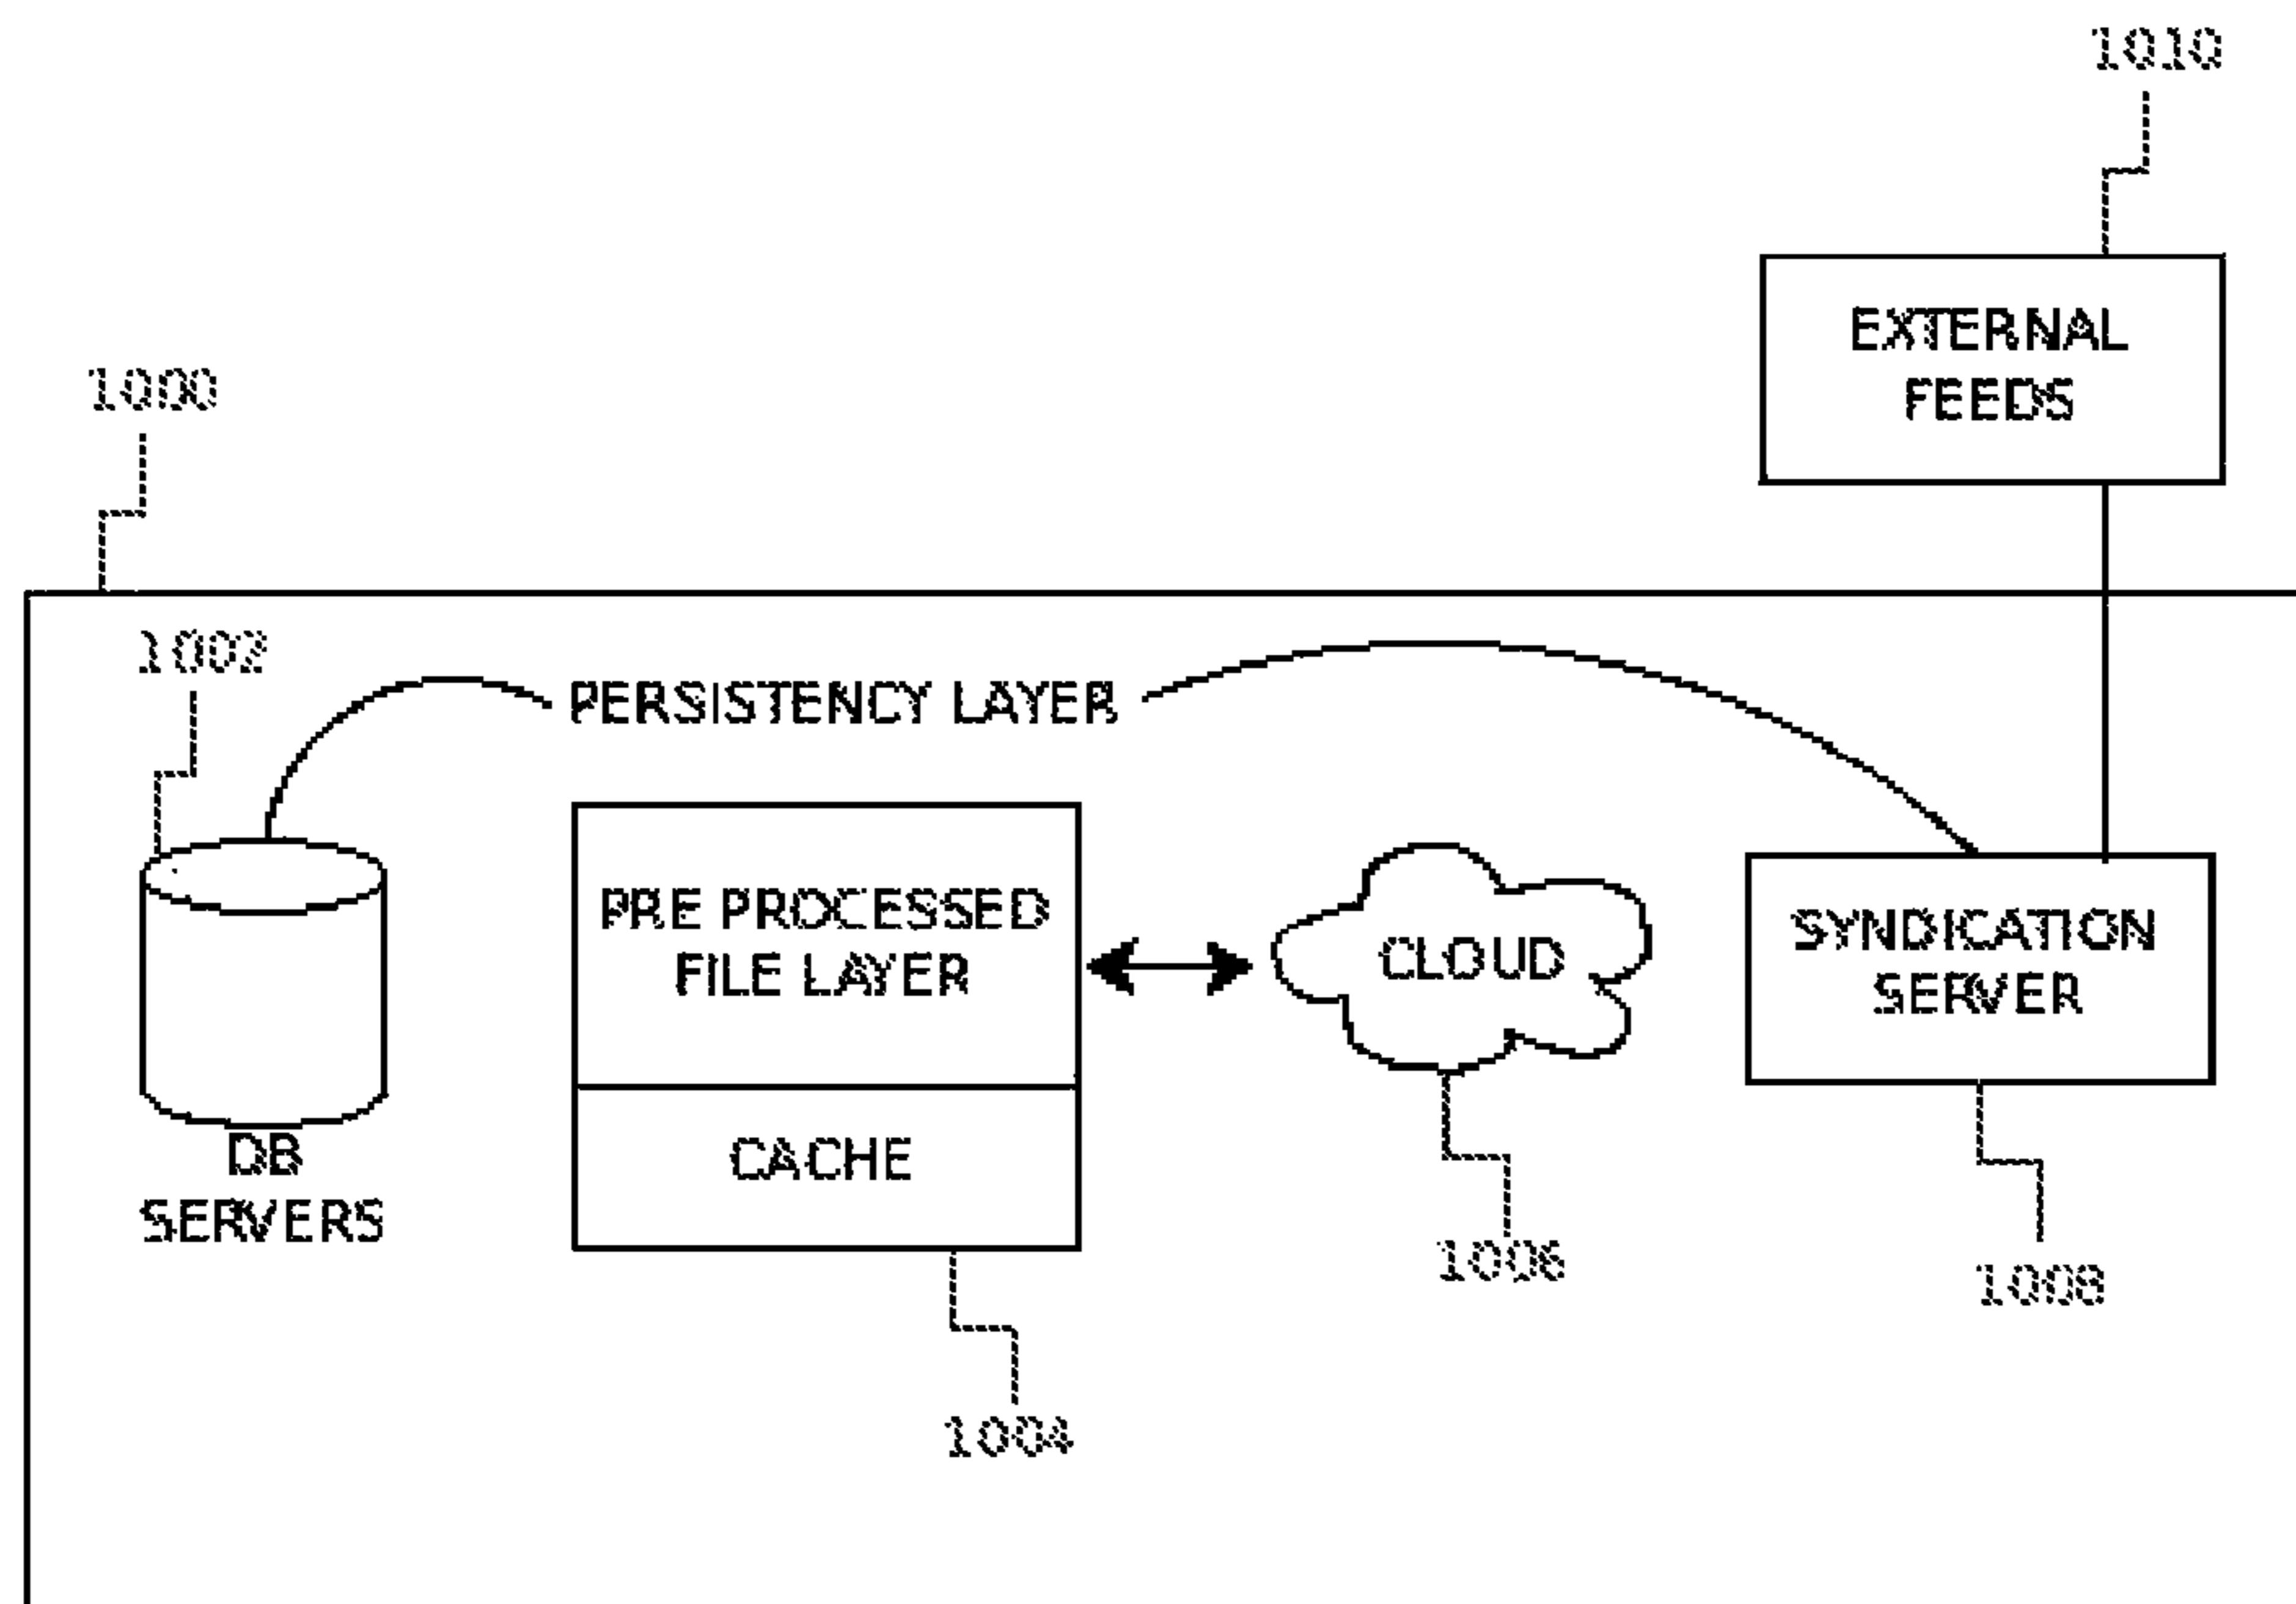 1010
EXTERNAL
FEEDS
1000
1002
PERSISTENCY LAYER
PRE PROCESSED
FILE LAYER
CLOUD
SYNDICATION
SERVER
CACHE
DB
SERVERS
1006
1008
1004